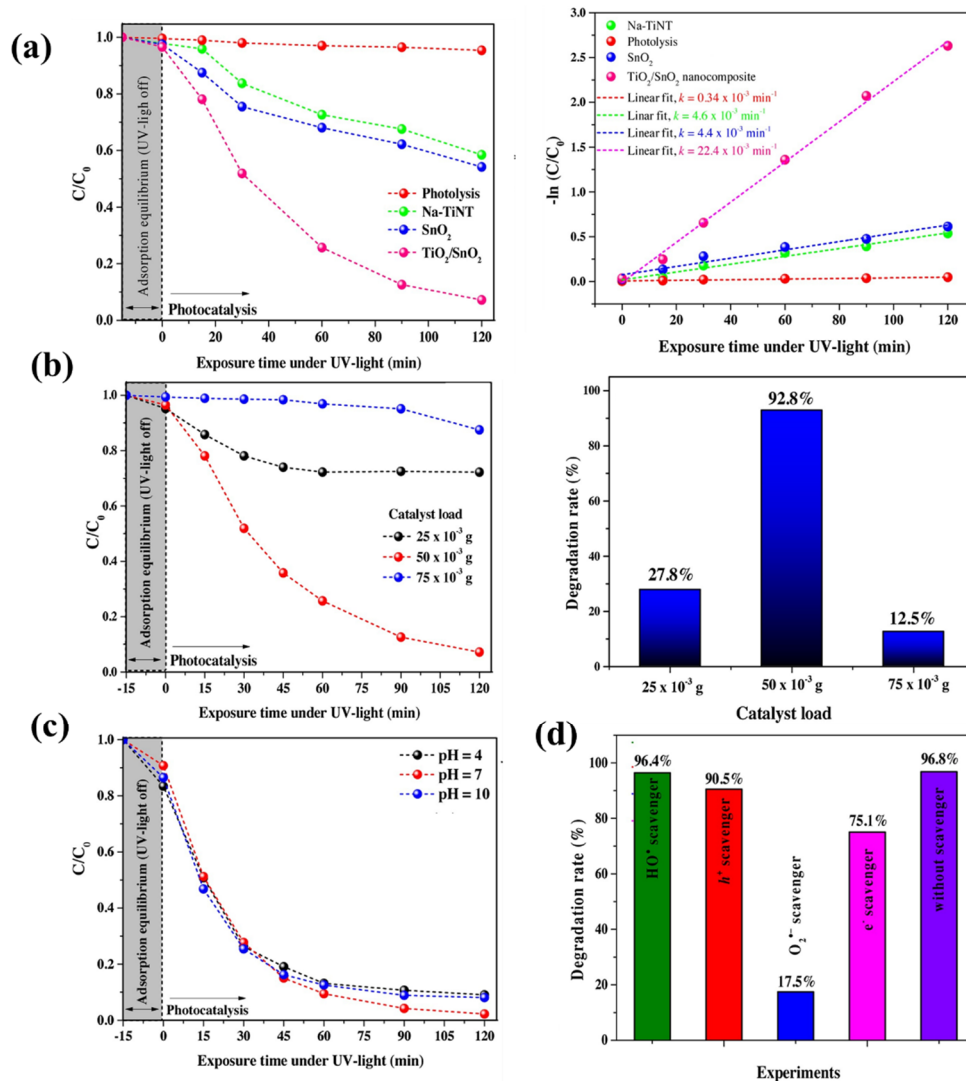 (a)
1.0
0.8
0.6
0.4
0.2
0.0
C/C₀
Adsorption equilibrium (UV-ligh off)
Photocatalysis
Photolysis
Na-TiNT
SnO₂
TiO₂/SnO₂
0 20 40 60 80 100 120
Exposure time under UV-light (min)
-3.0
2.5
2.0
1.5
1.0
0.5
0.0
-ln (C/C₀)
Na-TiNT
Photolysis
SnO₂
TiO₂/SnO₂ nanocomposite
Linear fit, k = 0.34 x 10⁻³ min⁻¹
Linar fit, k = 4.6 x 10⁻³ min⁻¹
Linear fit, k = 4.4 x 10⁻³ min⁻¹
Linear fit, k = 22.4 x 10⁻³ min⁻¹
0 20 40 60 80 100 120
Exposure time under UV-light (min)
(b)
1.0
0.8
0.6
0.4
0.2
0.0
C/C₀
Adsorption equilibrium (UV-light off)
Photocatalysis
Catalyst load
25 x 10⁻³ g
50 x 10⁻³ g
75 x 10⁻³ g
-15 0 15 30 45 60 75 90 105 120
Exposure time under UV-light (min)
100
90
80
70
60
50
40
30
20
10
0
Degradation rate (%)
27.8%
92.8%
12.5%
25 x 10⁻³ g 50 x 10⁻³ g 75 x 10⁻³ g
Catalyst load
(c)
1.0
0.8
0.6
0.4
0.2
0.0
C/C₀
Adsorption equilibrium (UV-light off)
Photocatalysis
pH = 4
pH = 7
pH = 10
-15 0 15 30 45 60 75 90 105 120
Exposure time under UV-light (min)
(d)
100
80
60
40
20
0
Degradation rate (%)
96.4%
90.5%
17.5%
75.1%
96.8%
HO• scavenger
h⁺ scavenger
O₂•⁻ scavenger
e⁻ scavenger
without scavenger
Experiments